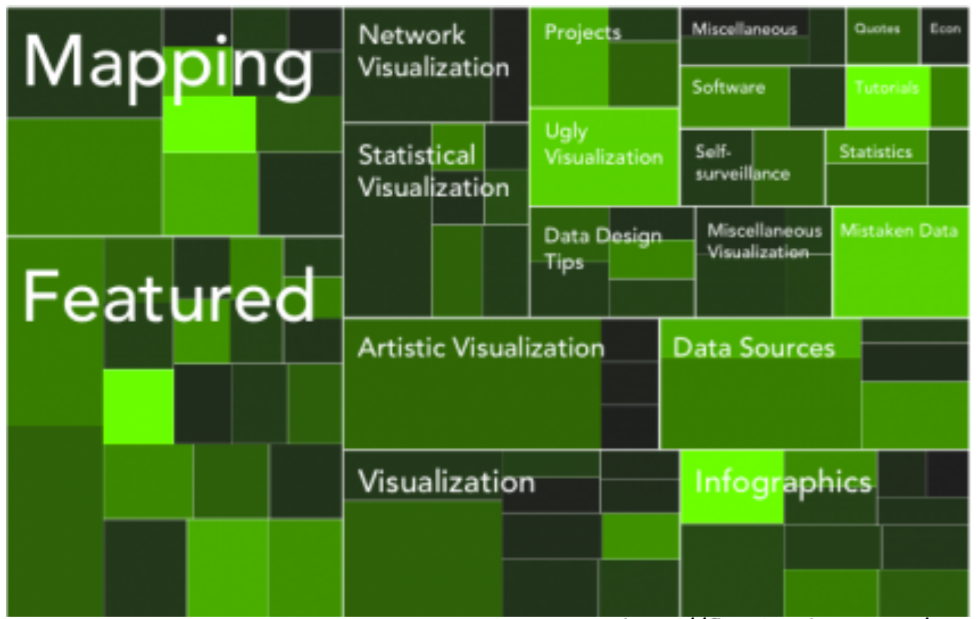 Mapping
Featured
Network
Visualization
Statistical
Visualization
Projects
Ugly
Visualization
Data Design
Tips
Miscellaneous
Quotes
Econ
Software
Tutorials
Self-
surveillance
Statistics
Miscellaneous
Visualization
Mistaken Data
Artistic Visualization
Data Sources
Visualization
Infographics